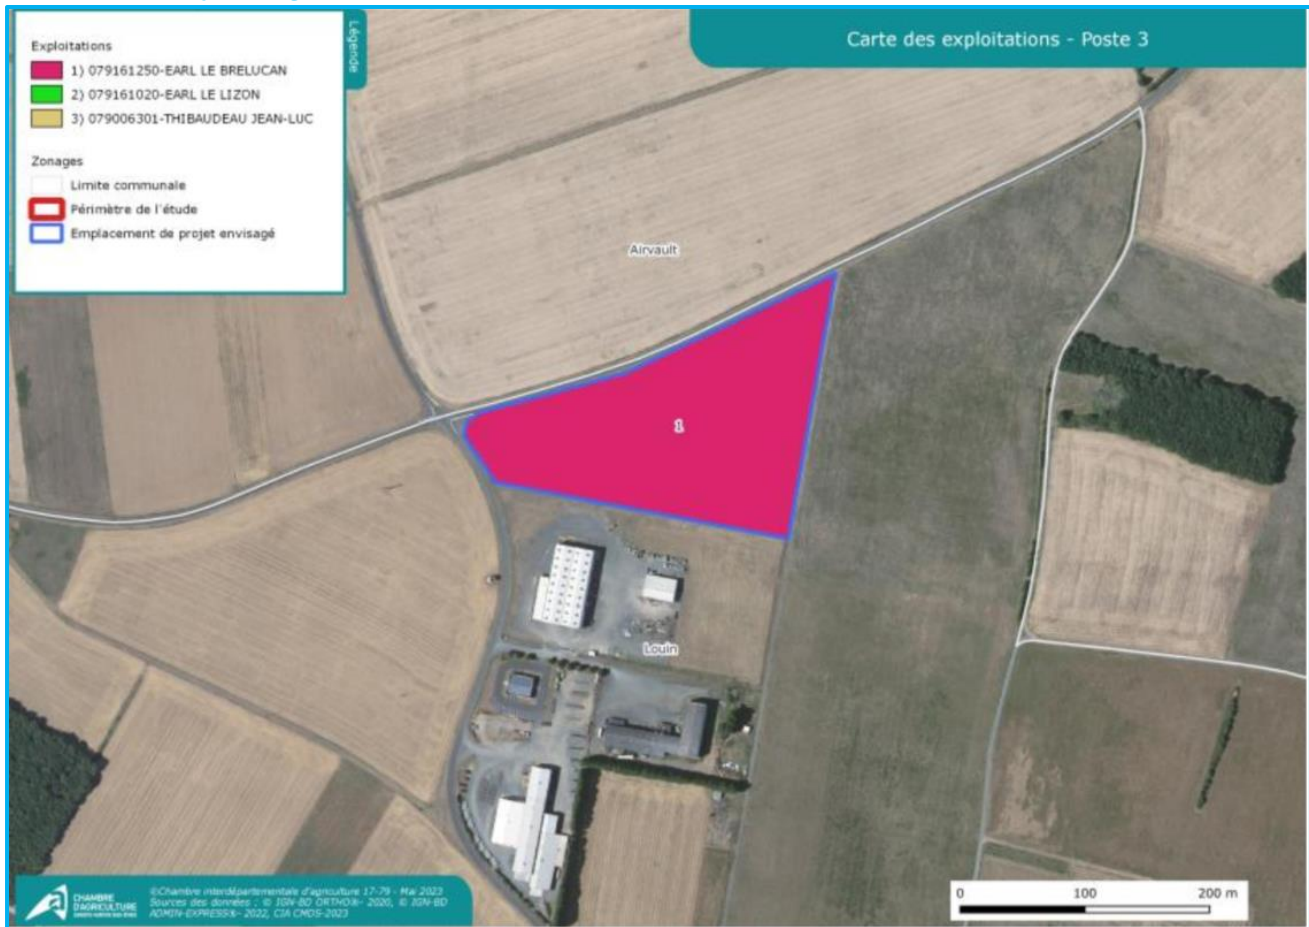 Carte des exploitations - Poste 3
Légende
Exploitations
1) 079161250-EARL LE BRELUCAN
2) 079161020-EARL LE LIZON
3) 079006301-THIBAUDEAU JEAN-LUC
Zonages
Limite communale
Périmètre de l'étude
Emplacement de projet envisagé
Airvault
1
Louin
CHAMBRE
D'AGRICULTURE
©Chambre interdépartementale d'agriculture 17-79 - Mai 2023
Sources des données : © IGN-BD ORTHO®- 2020, © IGN-BD
ADMIN-EXPRESS®- 2022, CIA CMDS-2023
0 100 200 m